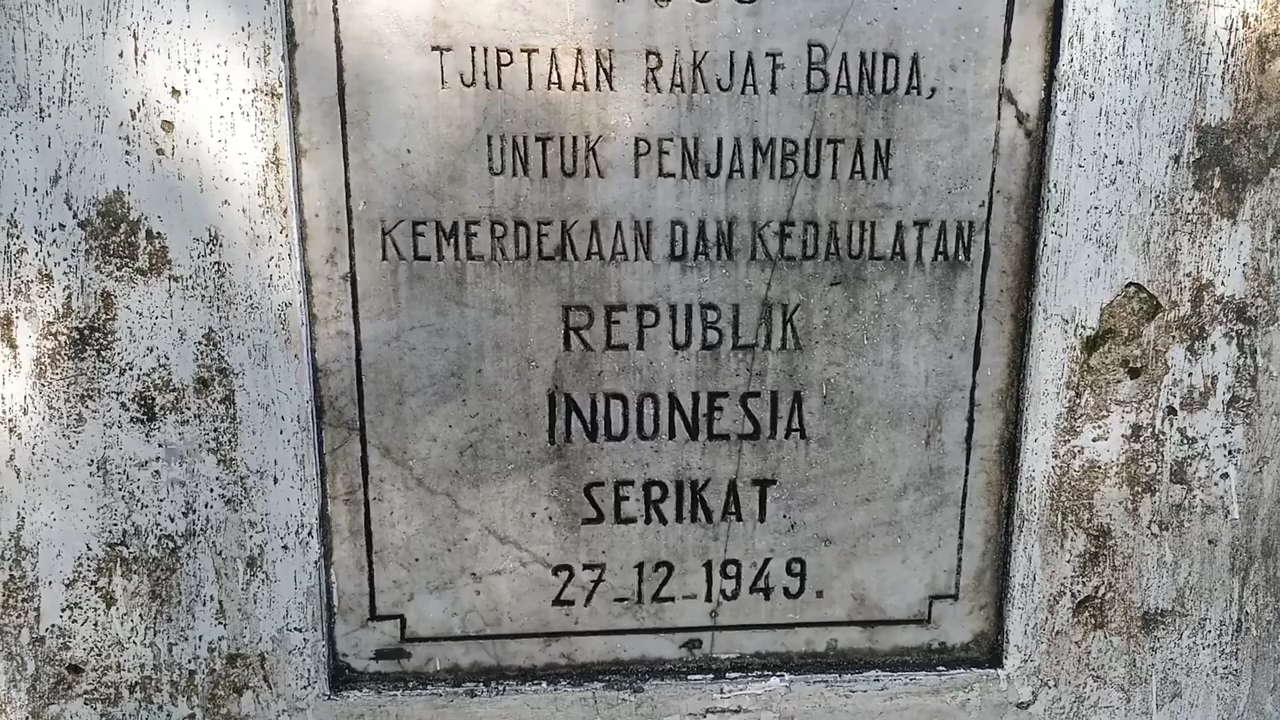 TJIPTAAN RAKJAT BANDA,
UNTUK PENJAMBUTAN
KEMERDEKAAN DAN KEDAULATAN
REPUBLIK
INDONESIA
SERIKAT
27-12-1949.